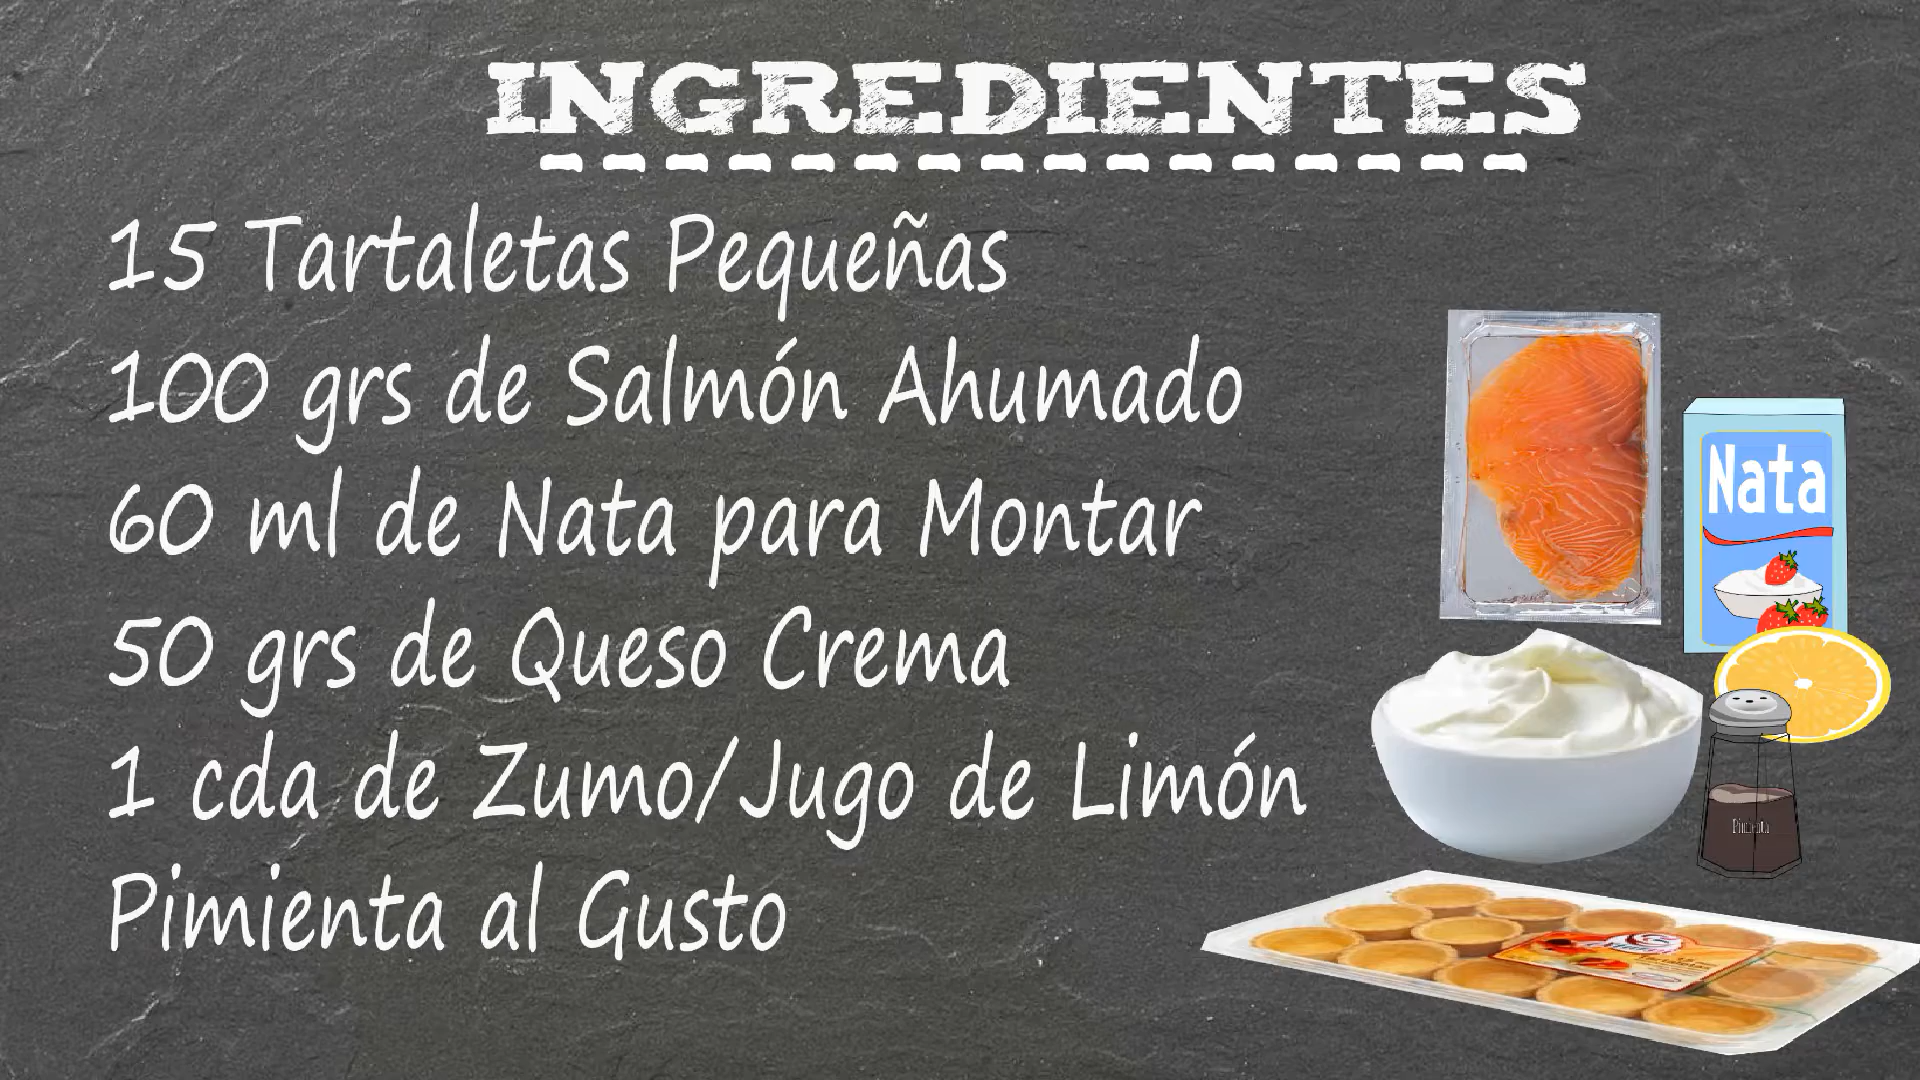 INGREDIENTES
15 Tartaletas Pequeñas
100 grs de Salmón Ahumado
60 ml de Nata para Montar
50 grs de Queso Crema
1 cda de Zumo/Jugo de Limón
Pimienta al Gusto
Nata
Pimienta